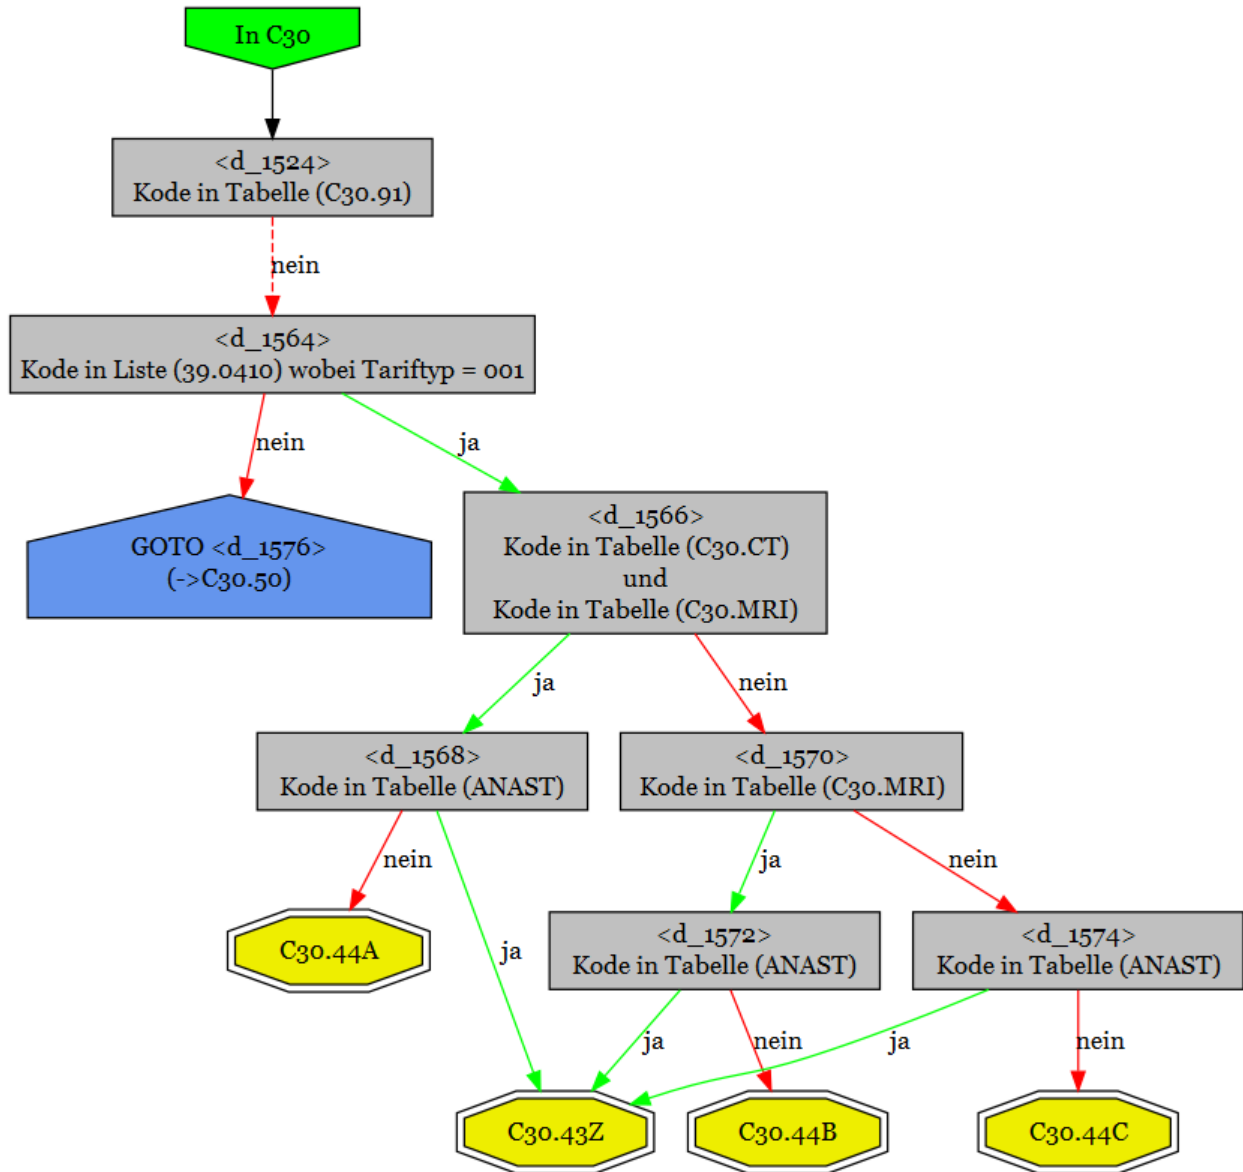 In C30
<d_1524>
Kode in Tabelle (C30.91)
nein
<d_1564>
Kode in Liste (39.0410) wobei Tariftyp = 001
nein
ja
GOTO <d_1576>
(->C30.50)
<d_1566>
Kode in Tabelle (C30.CT)
und
Kode in Tabelle (C30.MRI)
ja
nein
<d_1568>
Kode in Tabelle (ANAST)
<d_1570>
Kode in Tabelle (C30.MRI)
nein
ja
ja
nein
C30.44A
<d_1572>
Kode in Tabelle (ANAST)
<d_1574>
Kode in Tabelle (ANAST)
ja
nein
ja
nein
C30.43Z
C30.44B
C30.44C